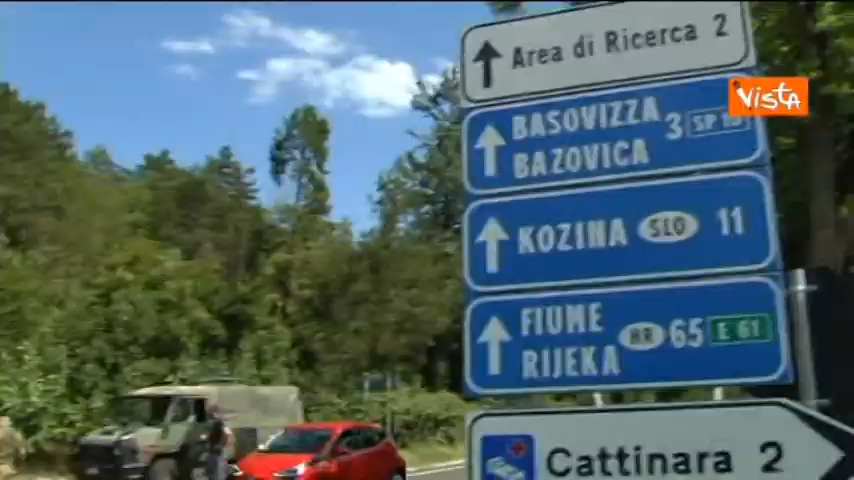 Area di Ricerca 2
VISTA
BASOVIZZA
BAZOVICA
3
KOZINA SLO 11
FIUME
RIJEKA
HR 65 E 61
Cattinara 2